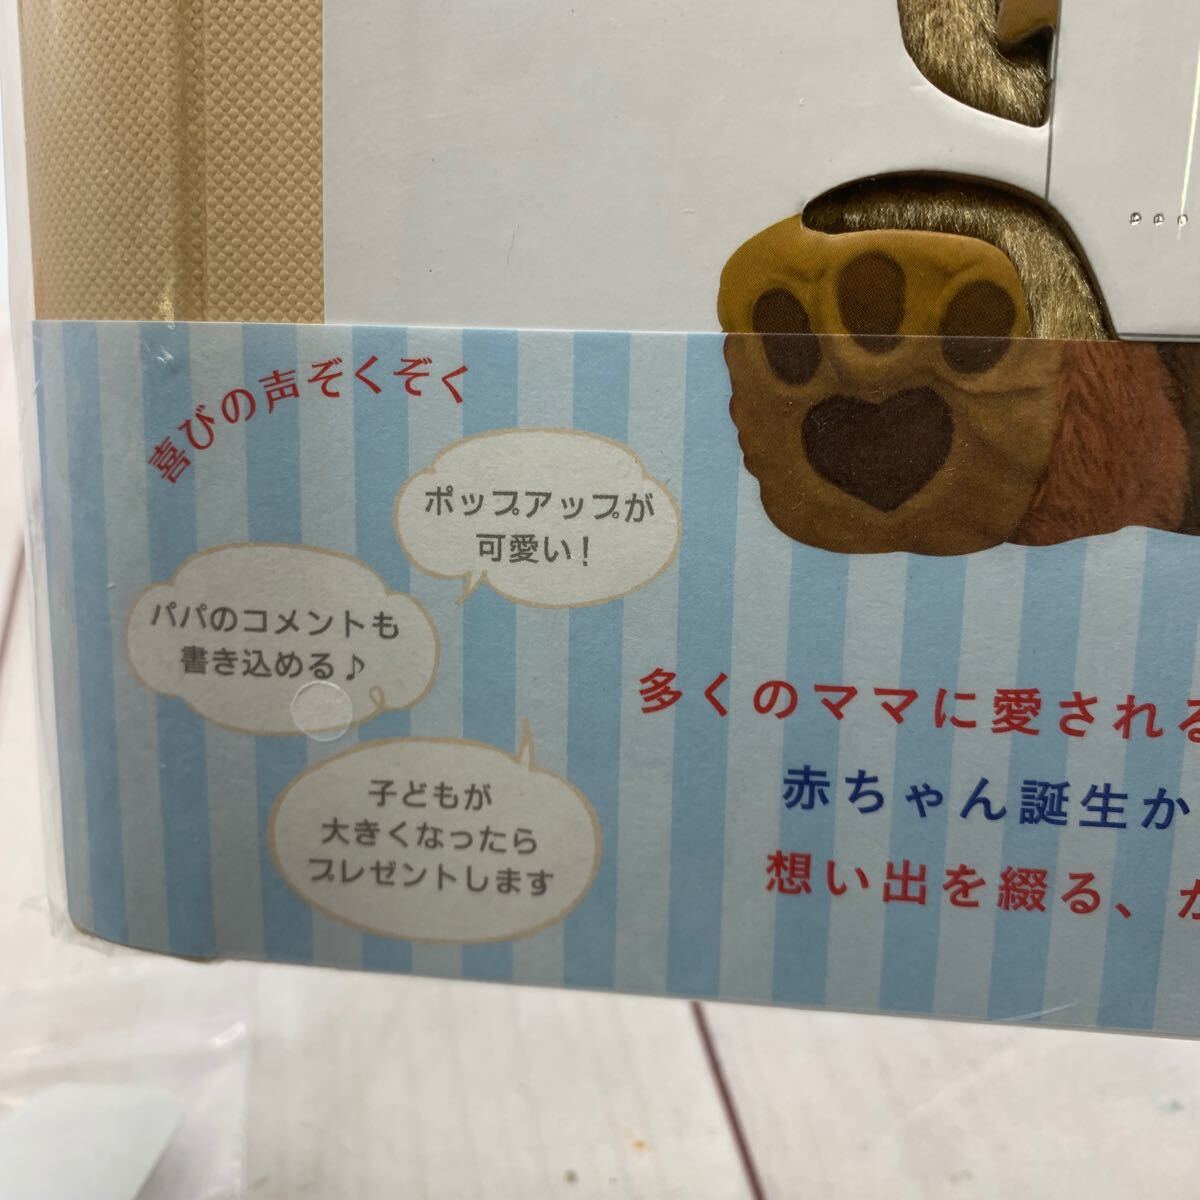 喜びの声ぞくぞく
ポップアップが
可愛い！
パパのコメントも
書き込める♪
子どもが
大きくなったら
プレゼントします
多くのママに愛される
赤ちゃん誕生か
想い出を綴る、